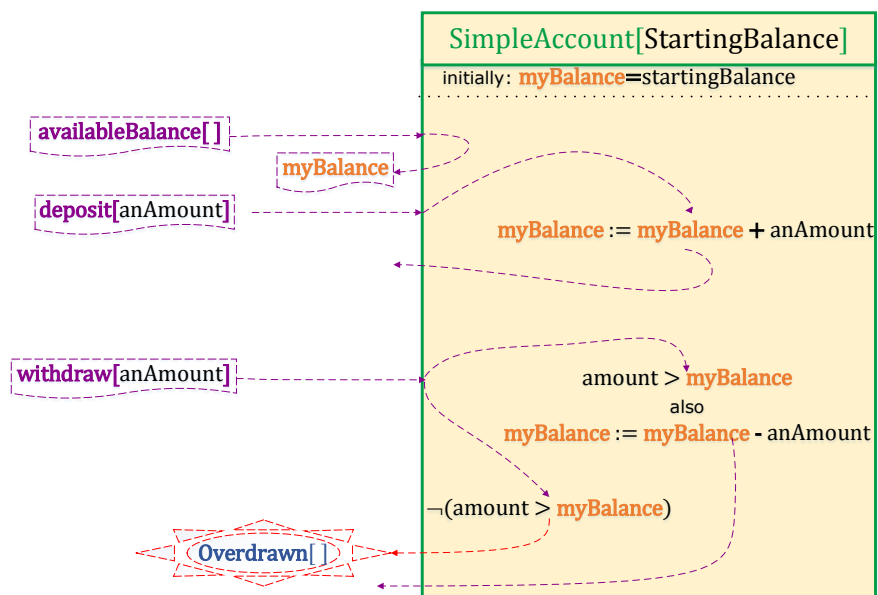 SimpleAccount[StartingBalance]
initially: myBalance=startingBalance
availableBalance[ ]
myBalance
deposit[anAmount]
myBalance := myBalance + anAmount
withdraw[anAmount]
amount > myBalance
also
myBalance := myBalance - anAmount
¬(amount > myBalance)
Overdrawn[ ]